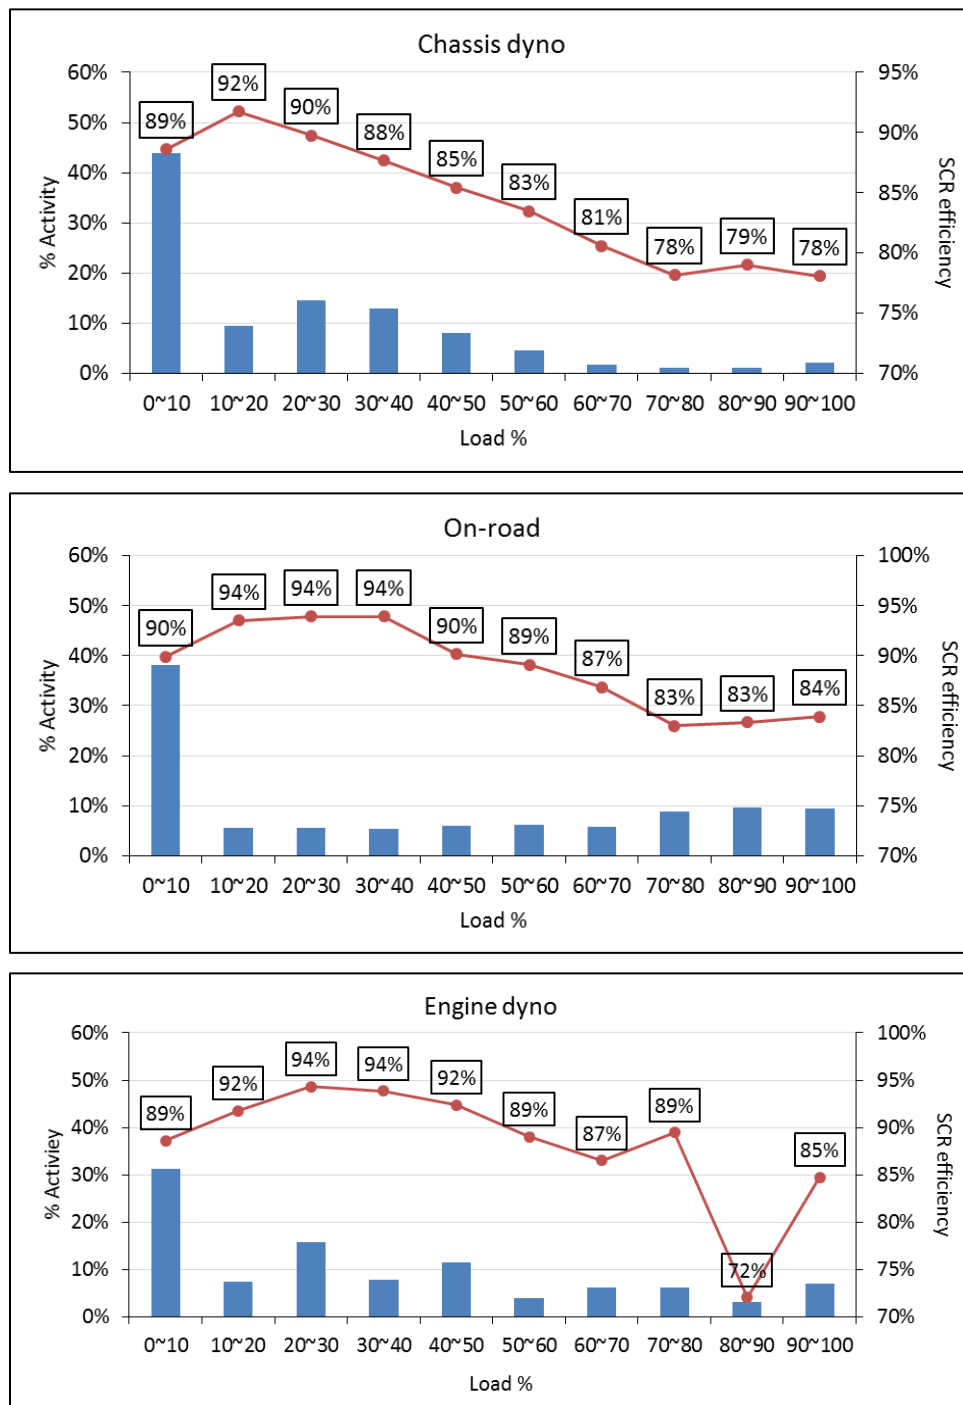 Chassis dyno
60% 95%
92%
90%
89%
88%
50% 90%
85%
83%
40% 85%
81%
78% 79% 78%
30% 80%
20% 75%
10%
0% 70%
% Activity
SCR efficiency
0~10 10~20 20~30 30~40 40~50 50~60 60~70 70~80 80~90 90~100
Load %
On-road
60% 100%
94% 94% 94%
50% 95%
90% 90% 89%
87%
40% 90%
83% 83% 84%
30% 85%
20% 80%
10% 75%
0% 70%
% Activity
SCR efficiency
0~10 10~20 20~30 30~40 40~50 50~60 60~70 70~80 80~90 90~100
Load %
Engine dyno
60% 100%
94% 94%
92% 92%
50% 95%
89% 89% 87% 89%
40% 90%
85%
30% 85%
20% 80%
10% 75%
72%
0% 70%
% Activiey
SCR efficiency
0~10 10~20 20~30 30~40 40~50 50~60 60~70 70~80 80~90 90~100
Load %